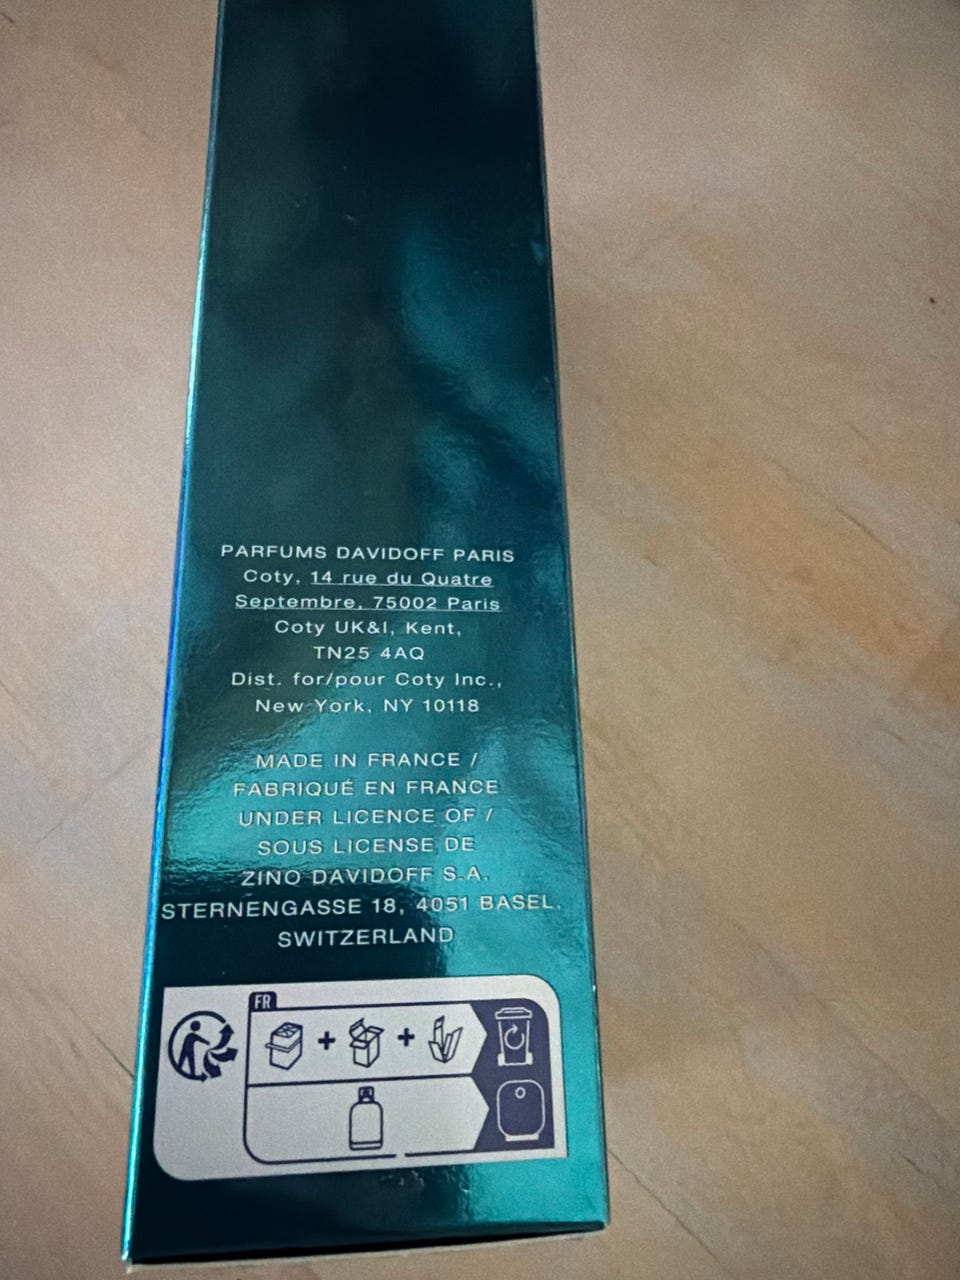 PARFUMS DAVIDOFF PARIS
Coty, 14 rue du Quatre
Septembre, 75002 Paris
Coty UK&I, Kent,
TN25 4AQ
Dist. for/pour Coty Inc.,
New York, NY 10118
MADE IN FRANCE /
FABRIQUÉ EN FRANCE
UNDER LICENCE OF /
SOUS LICENSE DE
ZINO DAVIDOFF S.A.
STERNENGASSE 18, 4051 BASEL.
SWITZERLAND
FR